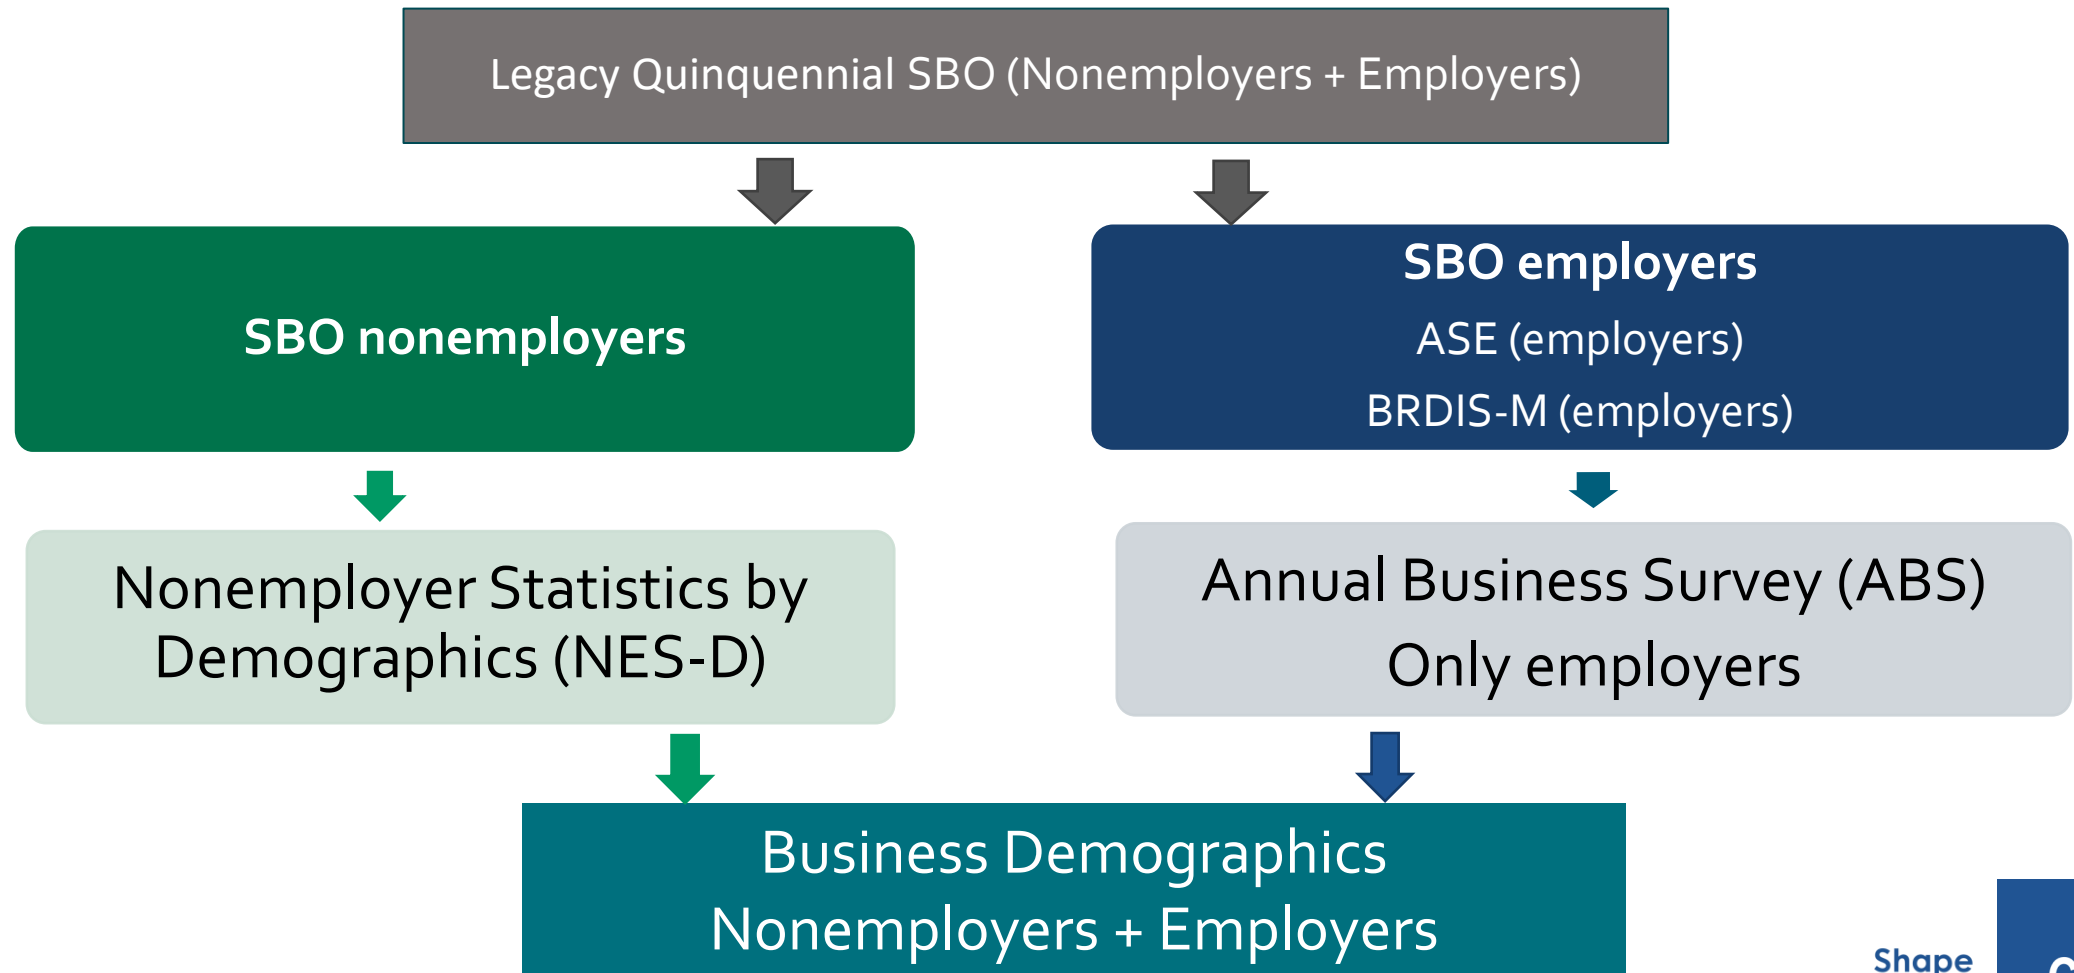 Legacy Quinquennial SBO (Nonemployers + Employers)
SBO nonemployers
SBO employers
ASE (employers)
BRDIS-M (employers)
Nonemployer Statistics by
Demographics (NES-D)
Annual Business Survey (ABS)
Only employers
Business Demographics
Nonemployers + Employers
Shape